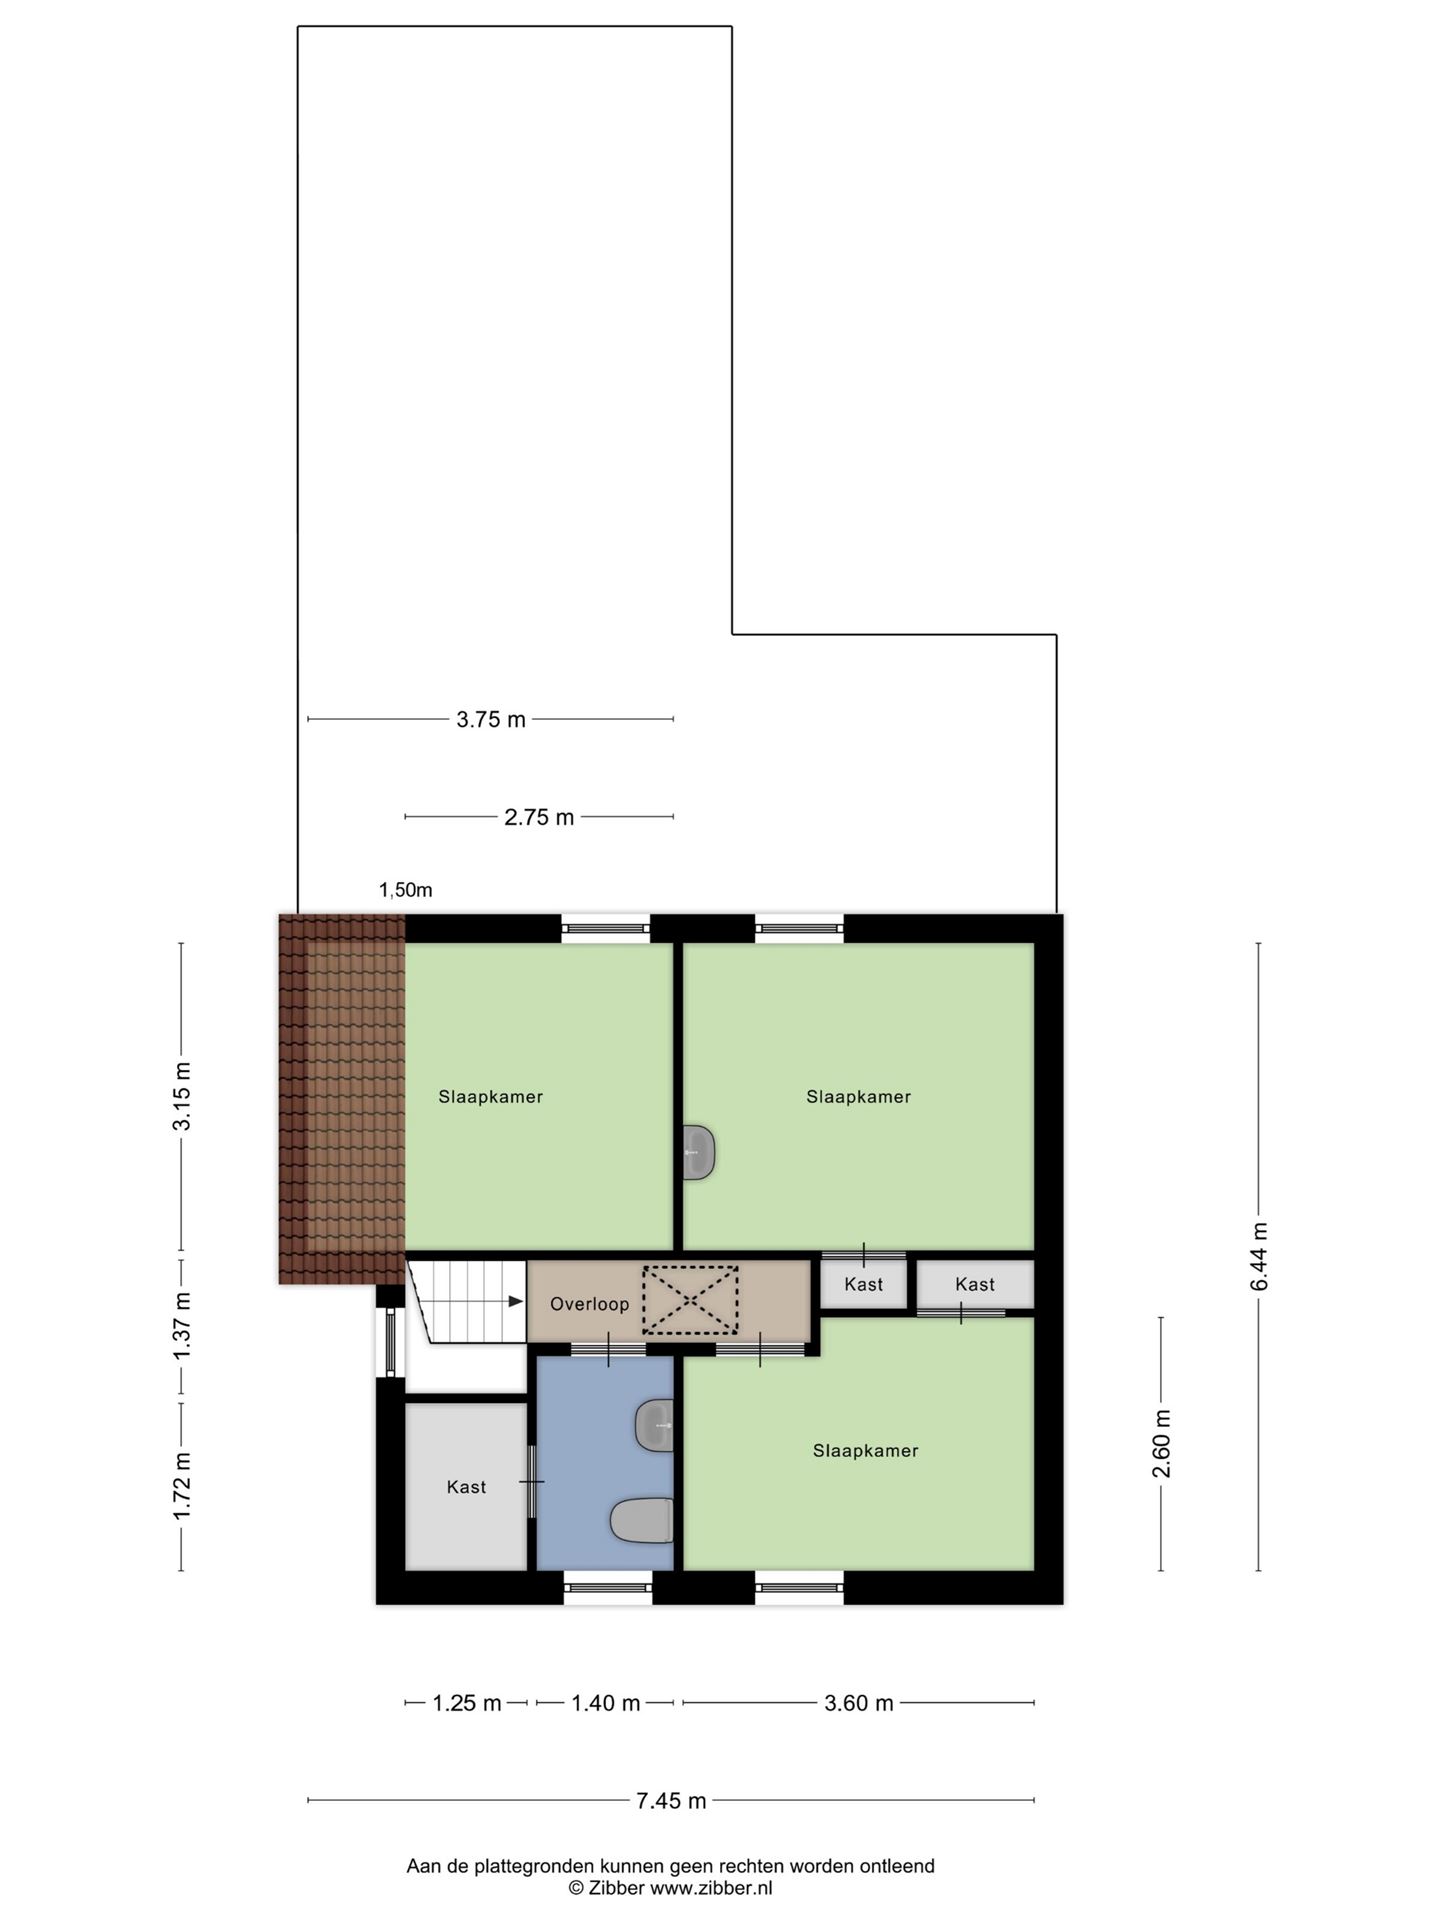 3.75 m
2.75 m
1,50m
Slaapkamer
Slaapkamer
3.15 m
6.44 m
Kast
Kast
Overloop
1.37 m
Slaapkamer
2.60 m
Kast
1.72 m
1.25 m
1.40 m
3.60 m
7.45 m
Aan de plattegronden kunnen geen rechten worden ontleend
© Zibber www.zibber.nl